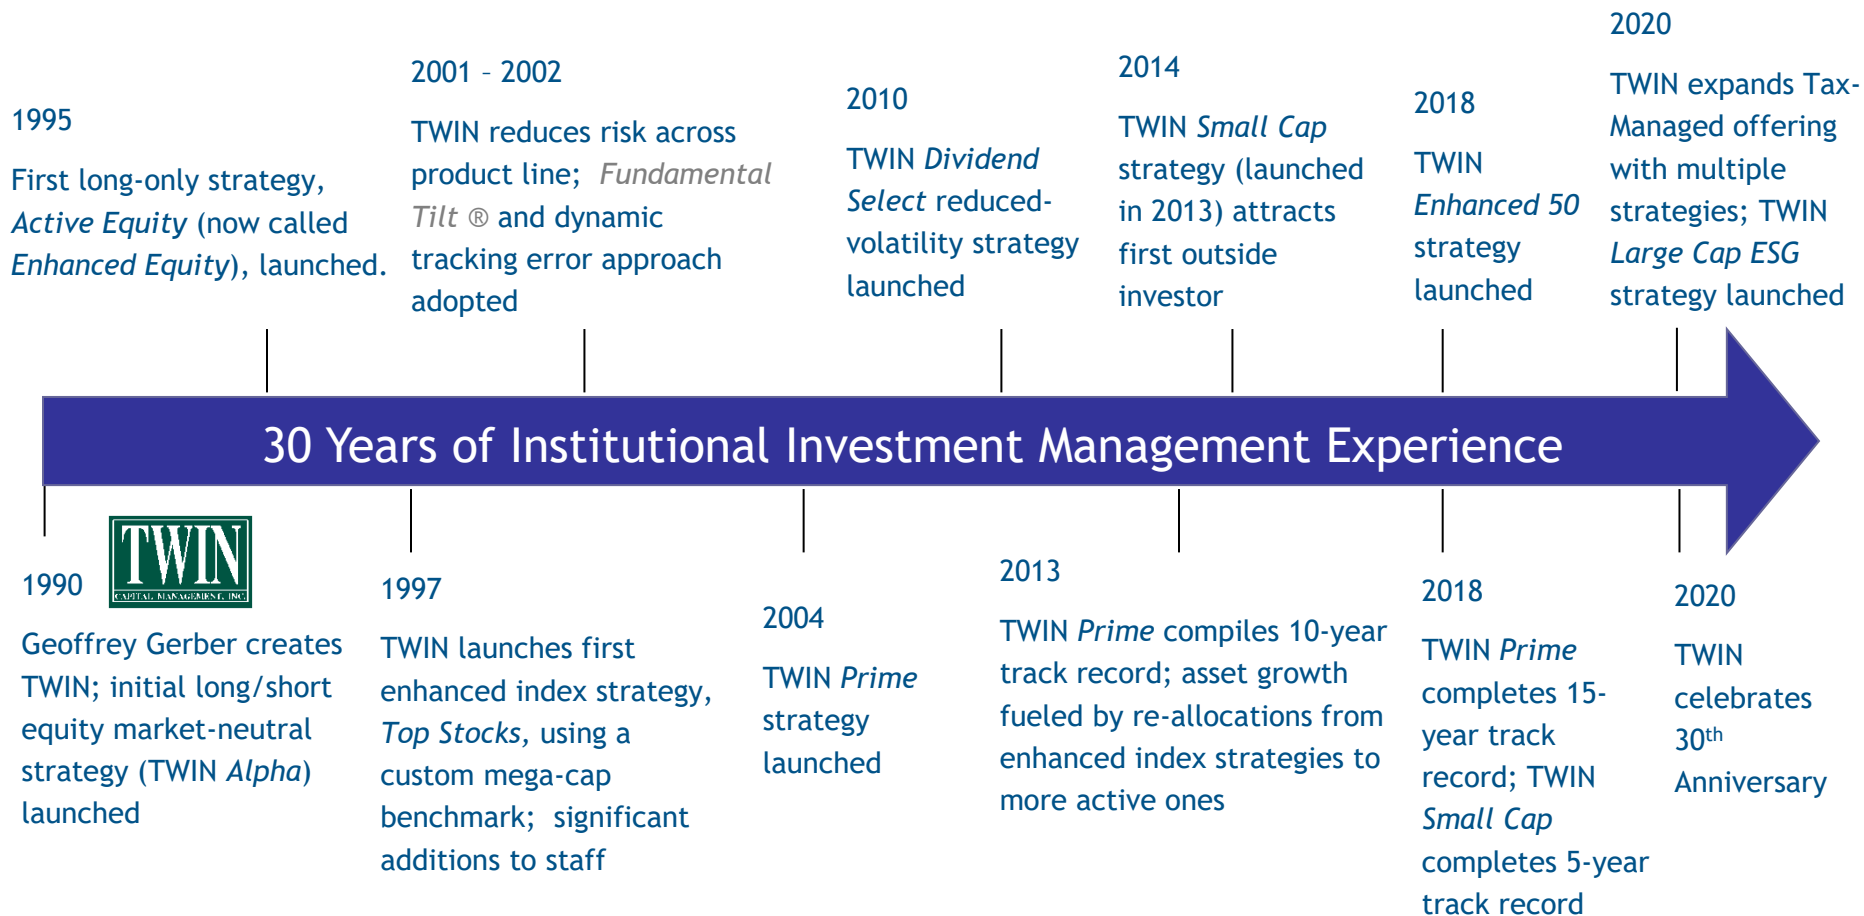 1995
First long-only strategy,
Active Equity (now called
Enhanced Equity), launched.
2001 – 2002
TWIN reduces risk across
product line;  Fundamental
Tilt ® and dynamic
tracking error approach
adopted
2010
TWIN Dividend
Select reduced-
volatility strategy
launched
2014
TWIN Small Cap
strategy (launched
in 2013) attracts
first outside
investor
2018
TWIN
Enhanced 50
strategy
launched
2020
TWIN expands Tax-
Managed offering
with multiple
strategies; TWIN
Large Cap ESG
strategy launched
30 Years of Institutional Investment Management Experience
1990
TWIN
CAPITAL MANAGEMENT, INC.
Geoffrey Gerber creates
TWIN; initial long/short
equity market-neutral
strategy (TWIN Alpha)
launched
1997
TWIN launches first
enhanced index strategy,
Top Stocks, using a
custom mega-cap
benchmark;  significant
additions to staff
2004
TWIN Prime
strategy
launched
2013
TWIN Prime compiles 10-year
track record; asset growth
fueled by re-allocations from
enhanced index strategies to
more active ones
2018
TWIN Prime
completes 15-
year track
record; TWIN
Small Cap
completes 5-year
track record
2020
TWIN
celebrates
30th
Anniversary